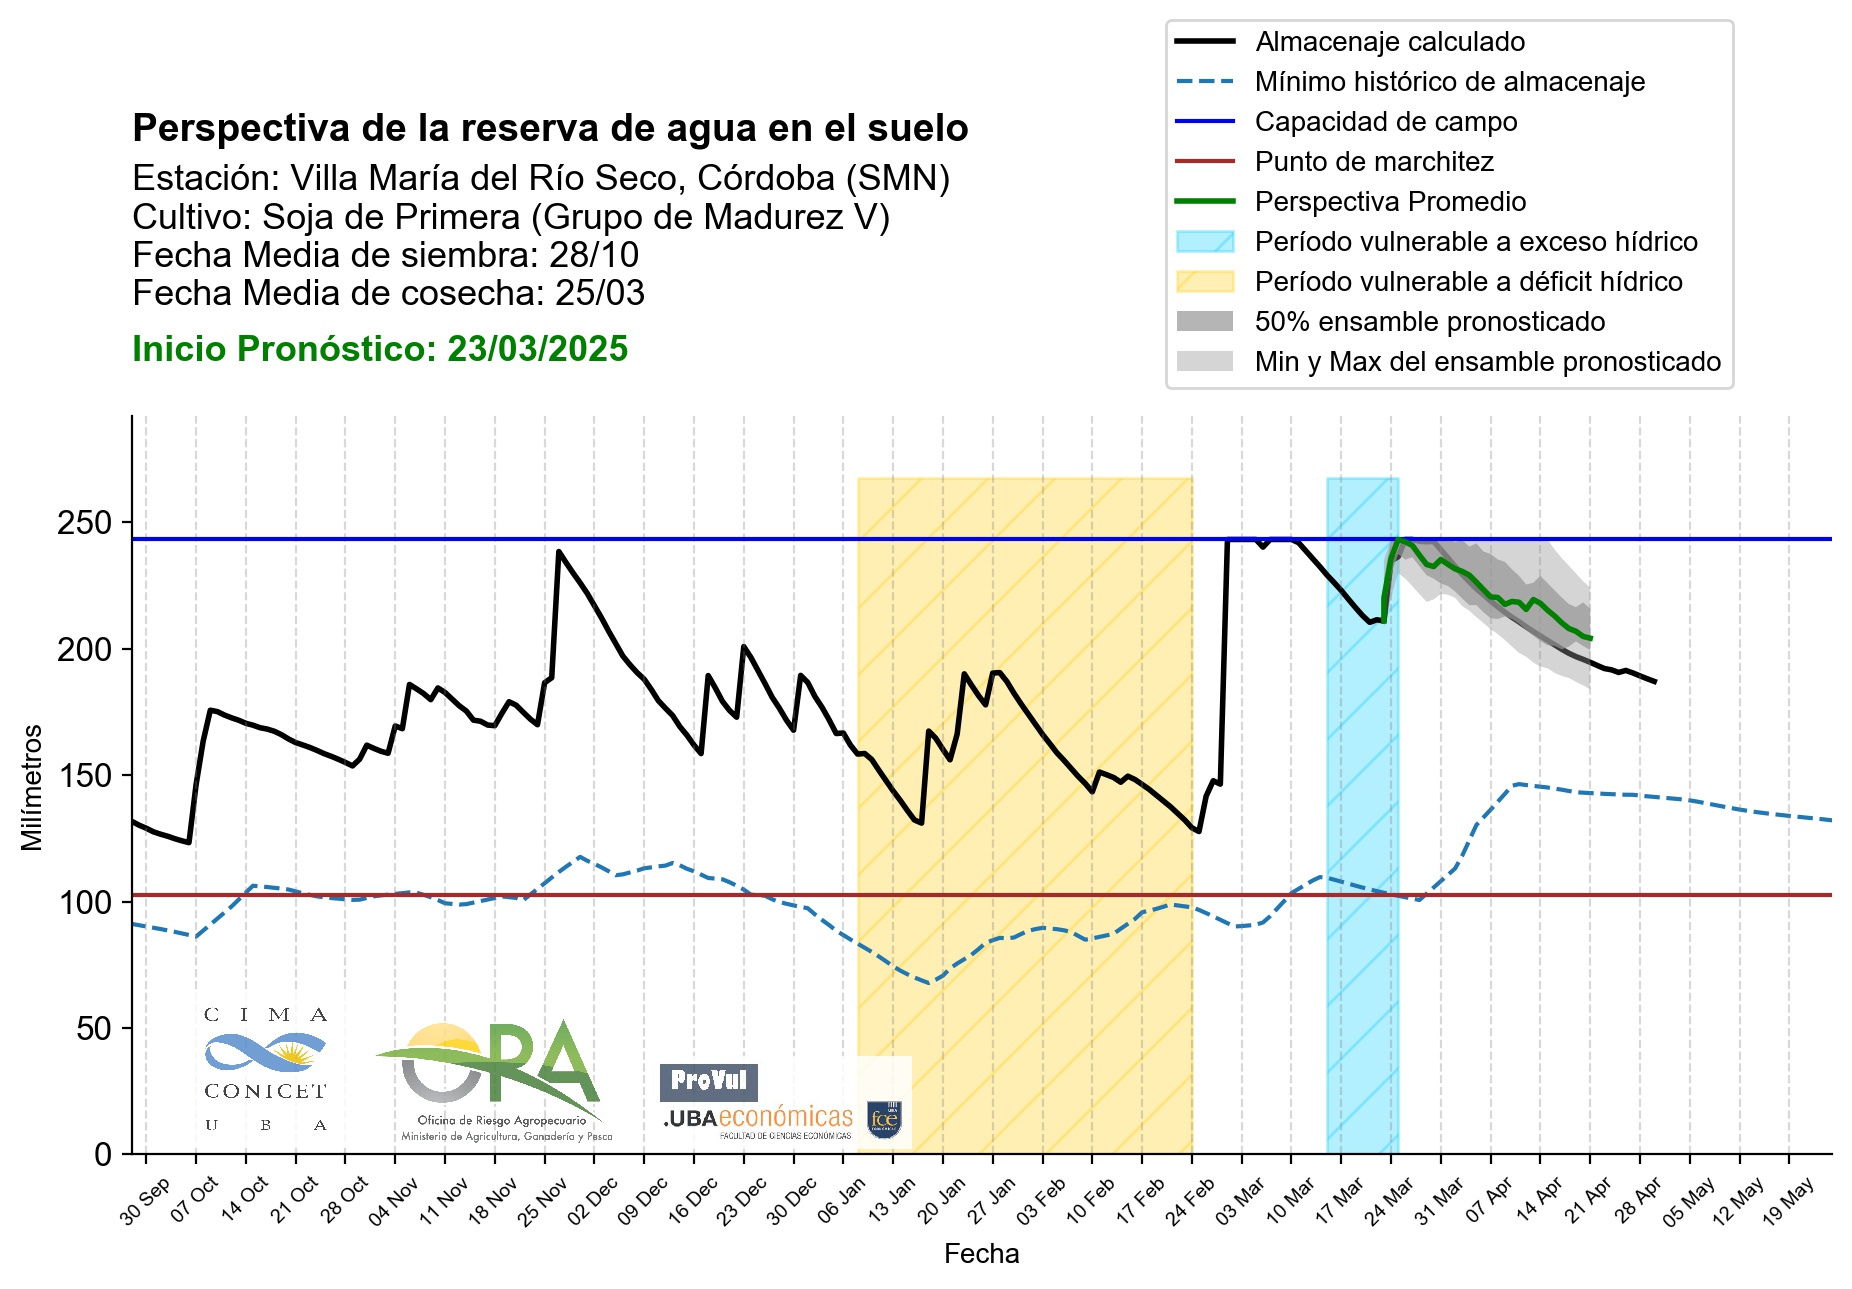 Almacenaje calculado
Mínimo histórico de almacenaje
Capacidad de campo
Punto de marchitez
Perspectiva Promedio
Período vulnerable a exceso hídrico
Período vulnerable a déficit hídrico
50% ensamble pronosticado
Min y Max del ensamble pronosticado
Perspectiva de la reserva de agua en el suelo
Estación: Villa María del Río Seco, Córdoba (SMN)
Cultivo: Soja de Primera (Grupo de Madurez V)
Fecha Media de siembra: 28/10
Fecha Media de cosecha: 25/03
Inicio Pronóstico: 23/03/2025
250
200
150
100
50
0
Milímetros
CIMA
CONICET
UBA
ORA
Oficina de Riesgo Agropecuario
Ministerio de Agricultura, Ganadería y Pesca
ProVul
.UBAeconómicas
FACULTAD DE CIENCIAS ECONÓMICAS
fce
30 Sep
07 Oct
14 Oct
21 Oct
28 Oct
04 Nov
11 Nov
18 Nov
25 Nov
02 Dec
09 Dec
16 Dec
23 Dec
30 Dec
06 Jan
13 Jan
20 Jan
27 Jan
03 Feb
10 Feb
17 Feb
24 Feb
03 Mar
10 Mar
17 Mar
24 Mar
31 Mar
07 Apr
14 Apr
21 Apr
28 Apr
05 May
12 May
19 May
Fecha